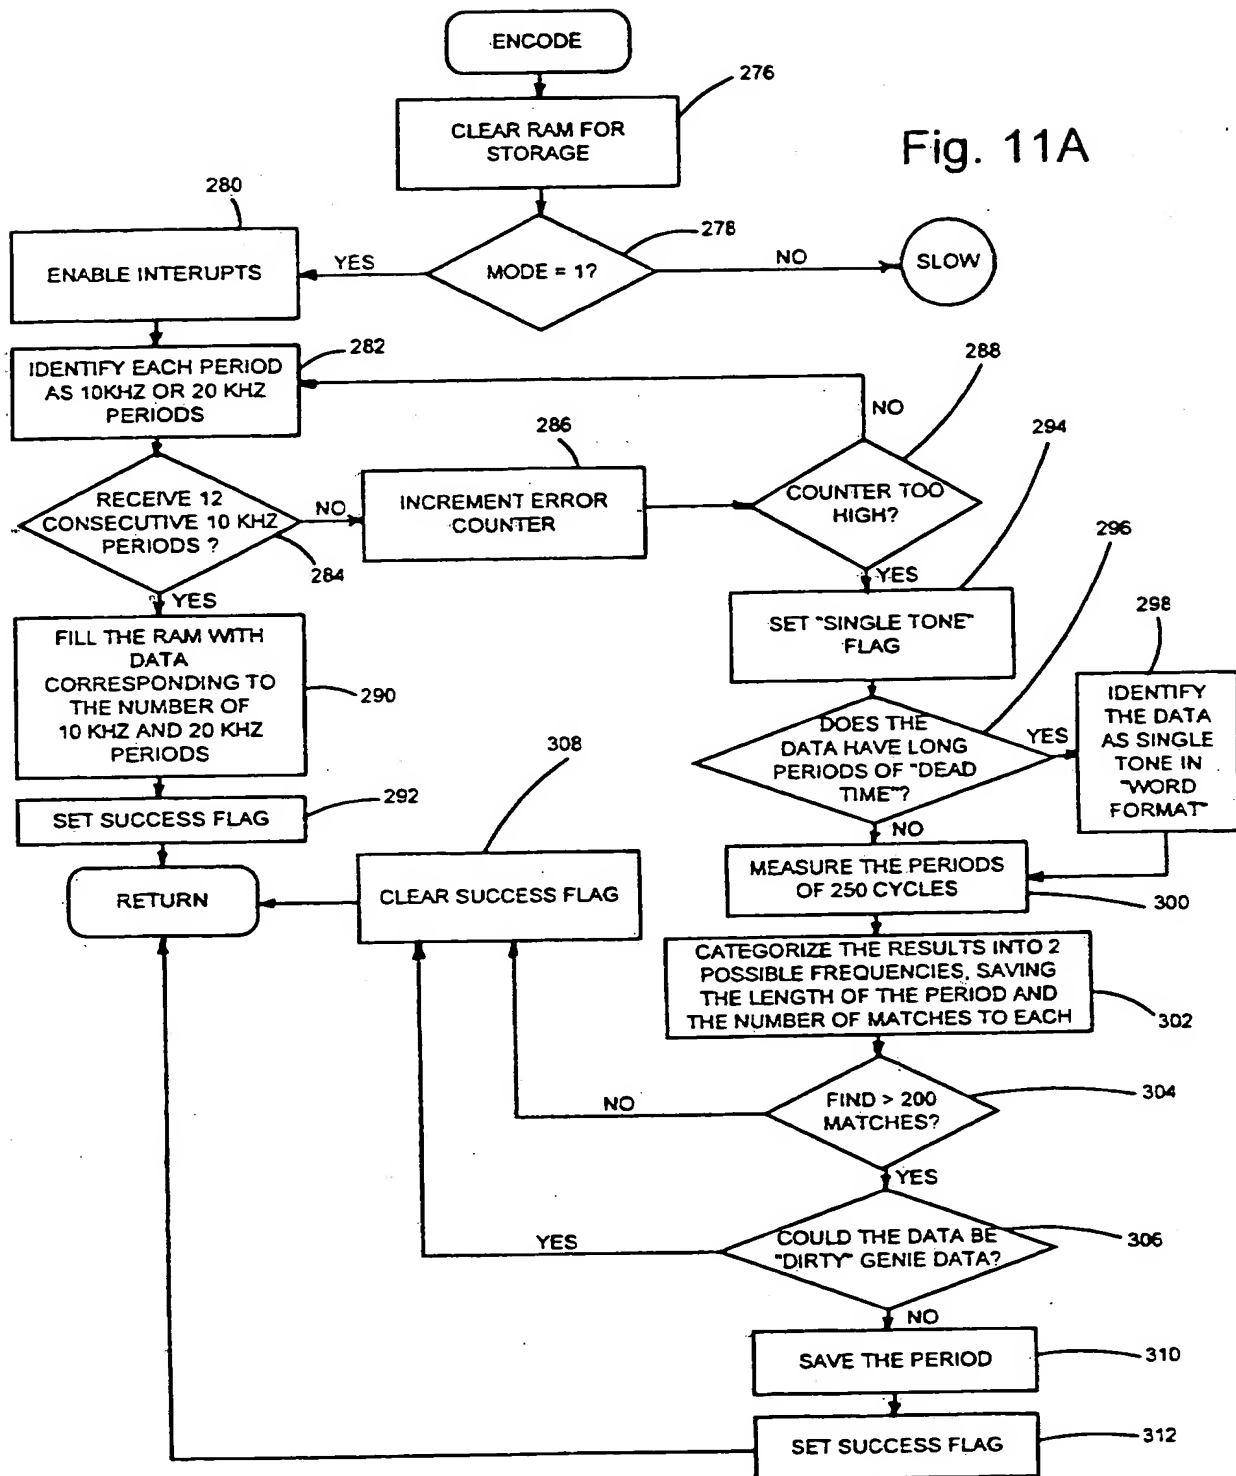 ENCODE
276
CLEAR RAM FOR
STORAGE
Fig. 11A
280
278
ENABLE INTERUPTS
YES
MODE = 1?
NO
SLOW
282
IDENTIFY EACH PERIOD
AS 10KHZ OR 20 KHZ
PERIODS
288
NO
286
294
RECEIVE 12
CONSECUTIVE 10 KHZ
PERIODS ?
NO
INCREMENT ERROR
COUNTER
COUNTER TOO
HIGH?
284
296
YES
YES
298
FILL THE RAM WITH
DATA
CORRESPONDING TO
THE NUMBER OF
10 KHZ AND 20 KHZ
PERIODS
290
SET "SINGLE TONE"
FLAG
IDENTIFY
THE DATA
AS SINGLE
TONE IN
"WORD
FORMAT"
DOES THE
DATA HAVE LONG
PERIODS OF "DEAD
TIME"?
YES
308
292
SET SUCCESS FLAG
NO
RETURN
CLEAR SUCCESS FLAG
MEASURE THE PERIODS
OF 250 CYCLES
300
CATEGORIZE THE RESULTS INTO 2
POSSIBLE FREQUENCIES, SAVING
THE LENGTH OF THE PERIOD AND
THE NUMBER OF MATCHES TO EACH
302
NO
FIND > 200
MATCHES?
304
YES
YES
COULD THE DATA BE
"DIRTY" GENIE DATA?
306
NO
SAVE THE PERIOD
310
SET SUCCESS FLAG
312